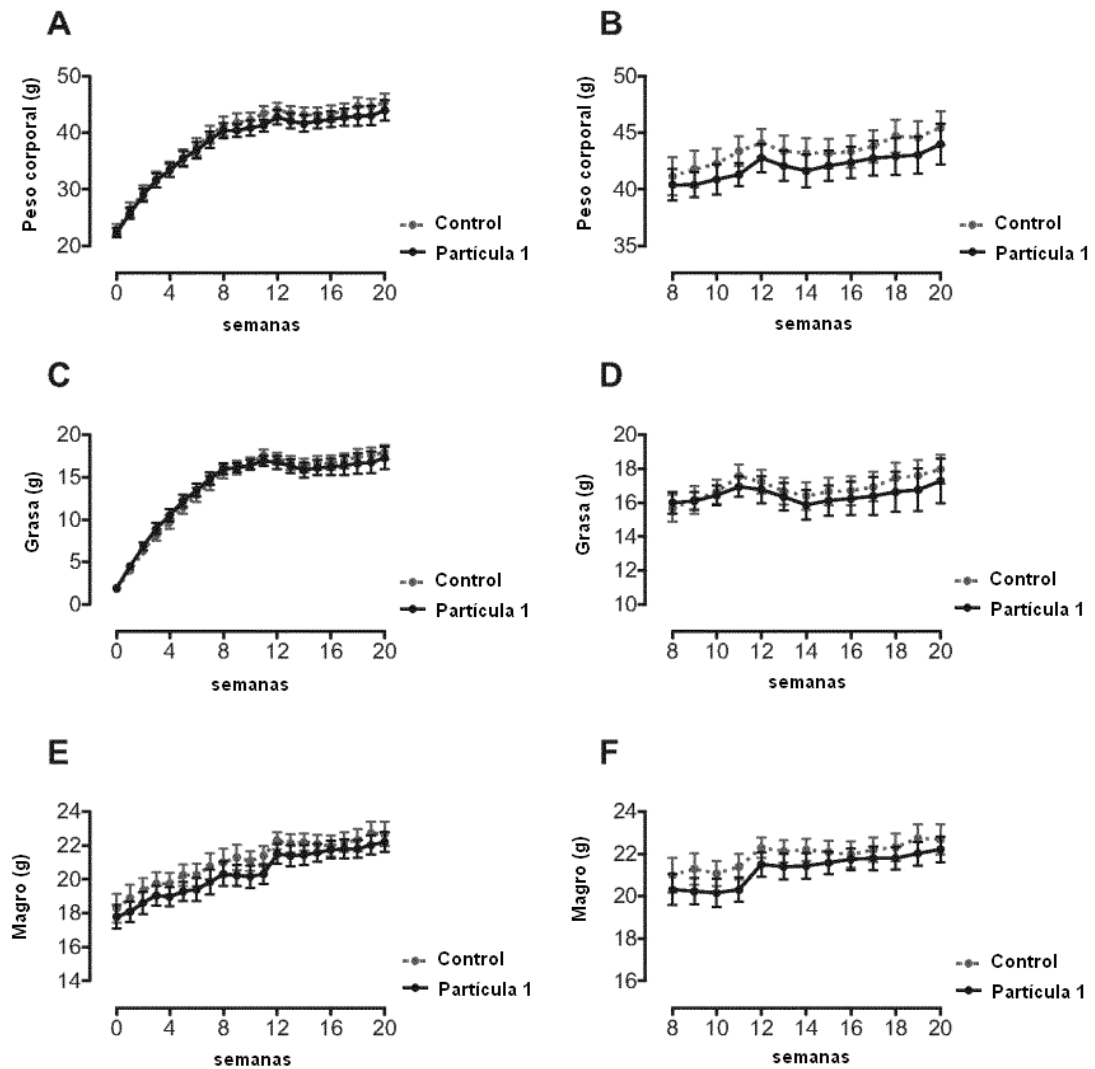 A
Peso corporal (g)
50
40
30
20
0 4 8 12 16 20
semanas
Control
Partícula 1
B
Peso corporal (g)
50
45
40
35
8 10 12 14 16 18 20
semanas
Control
Partícula 1
C
Grasa (g)
20
15
10
5
0
0 4 8 12 16 20
semanas
Control
Partícula 1
D
Grasa (g)
20
18
16
14
12
10
8 10 12 14 16 18 20
semanas
Control
Partícula 1
E
Magro (g)
24
22
20
18
16
14
0 4 8 12 16 20
semanas
Control
Partícula 1
F
Magro (g)
24
22
20
18
16
8 10 12 14 16 18 20
semanas
Control
Partícula 1